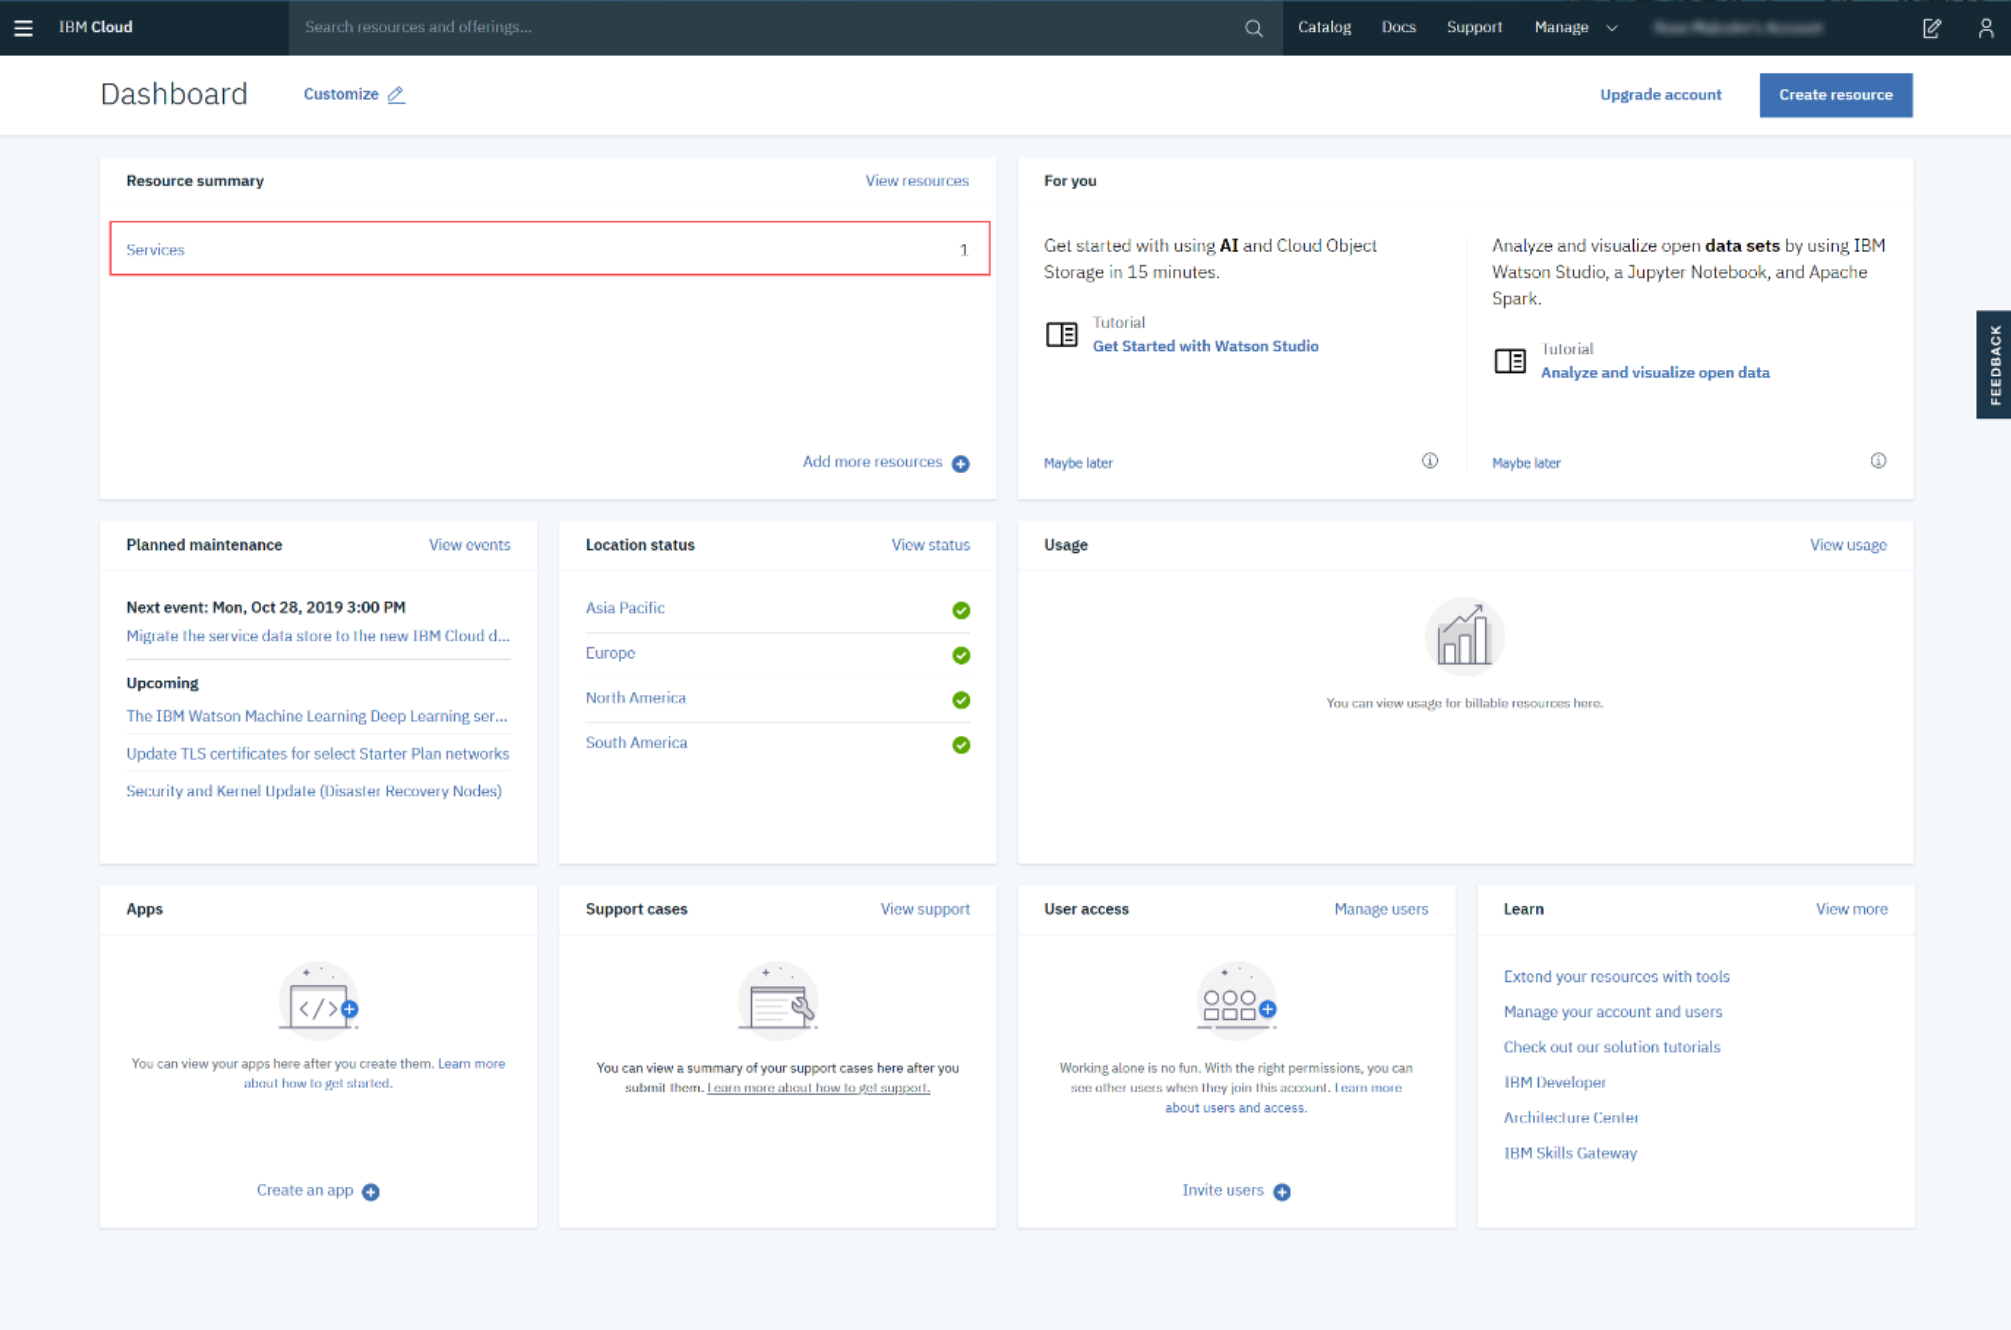 IBM Cloud
Search resources and offerings...
Catalog
Docs
Support
Manage
Dashboard
Customize
Upgrade account
Create resource
Resource summary
View resources
Services
1
Add more resources
For you
Get started with using AI and Cloud Object
Storage in 15 minutes.
Tutorial
Get Started with Watson Studio
Maybe later
Analyze and visualize open data sets by using IBM
Watson Studio, a Jupyter Notebook, and Apache
Spark.
Tutorial
Analyze and visualize open data
Maybe later
FEEDBACK
Planned maintenance
View events
Next event: Mon, Oct 28, 2019 3:00 PM
Migrate the service data store to the new IBM Cloud d...
Upcoming
The IBM Watson Machine Learning Deep Learning ser...
Update TLS certificates for select Starter Plan networks
Security and Kernel Update (Disaster Recovery Nodes)
Location status
View status
Asia Pacific
Europe
North America
South America
Usage
View usage
You can view usage for billable resources here.
Apps
You can view your apps here after you create them. Learn more
about how to get started.
Create an app
Support cases
View support
You can view a summary of your support cases here after you
submit them. Learn more about how to get support.
User access
Manage users
Working alone is no fun. With the right permissions, you can
see other users when they join this account. Learn more
about users and access.
Invite users
Learn
View more
Extend your resources with tools
Manage your account and users
Check out our solution tutorials
IBM Developer
Architecture Center
IBM Skills Gateway